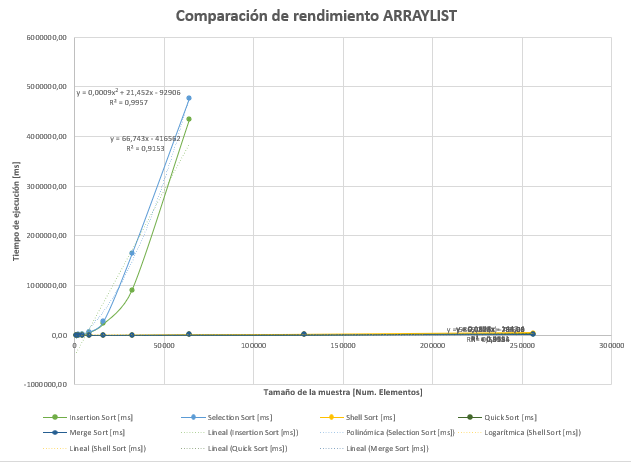 Comparación de rendimiento ARRAYLIST
6000000,00
5000000,00
4000000,00
3000000,00
2000000,00
1000000,00
0,00
-1000000,00
Tiempo de ejecución [ms]
y = 0,0009x² + 21,452x - 92906
R² = 0,9957
y = 66,743x - 416562
R² = 0,9153
0
50000
100000
150000
200000
250000
300000
Tamaño de la muestra [Num. Elementos]
Insertion Sort [ms]
Selection Sort [ms]
Shell Sort [ms]
Quick Sort [ms]
Merge Sort [ms]
Lineal (Insertion Sort [ms])
Polinómica (Selection Sort [ms])
Logarítmica (Shell Sort [ms])
Lineal (Shell Sort [ms])
Lineal (Quick Sort [ms])
Lineal (Merge Sort [ms])